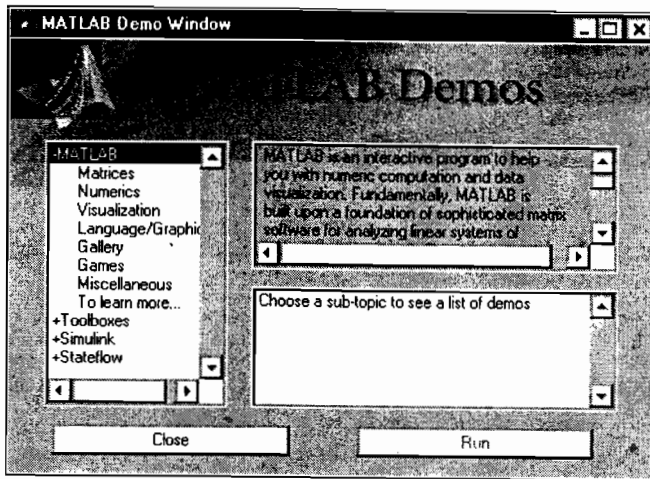 MATLAB Demo Window
LAB Demos
-MATLAB
Matrices
Numerics
Visualization
Language/Graphic
Gallery
Games
Miscellaneous
To learn more...
+Toolboxes
+Simulink
+Stateflow
MATLAB is an interactive program to help
you with numeric computation and data
visualization. Fundamentally, MATLAB is
built upon a foundation of sophisticated matrix
software for analyzing linear systems of
Choose a sub-topic to see a list of demos
Close
Run